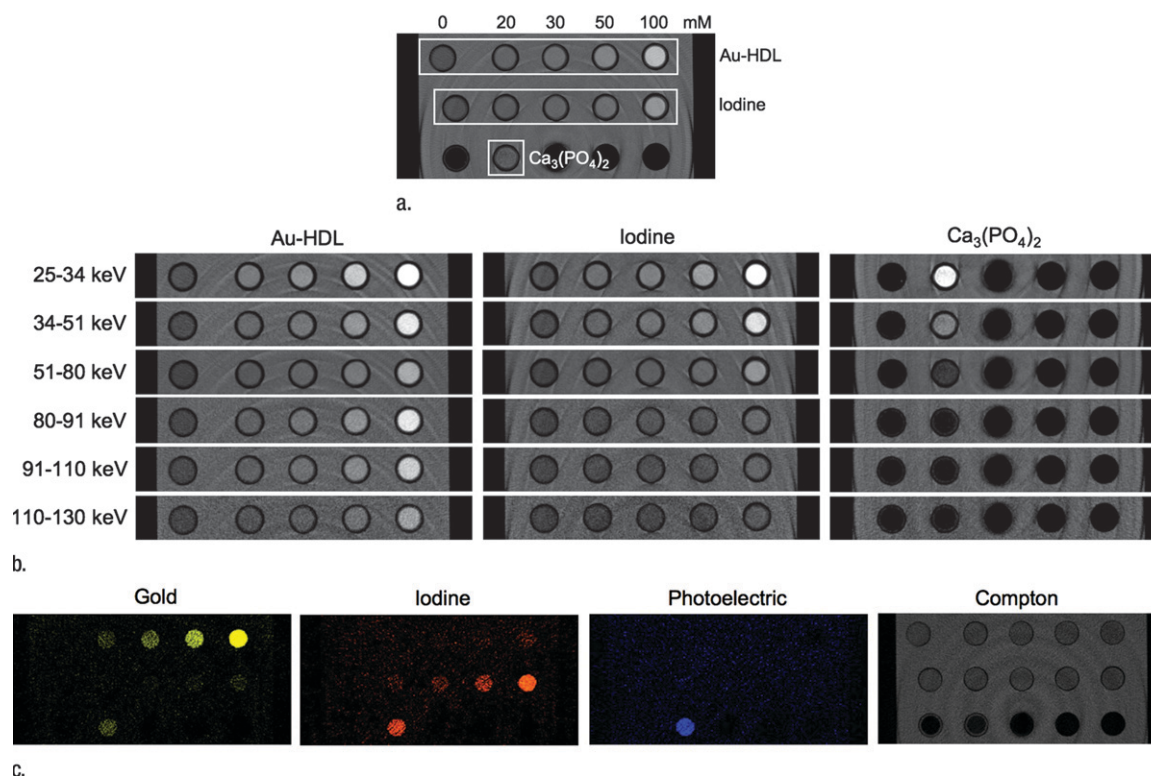 0 20 30 50 100 mM
Au-HDL
Iodine
Ca₃(PO₄)₂
a.
Au-HDL Iodine Ca₃(PO₄)₂
25-34 keV
34-51 keV
51-80 keV
80-91 keV
91-110 keV
110-130 keV
b.
Gold Iodine Photoelectric Compton
c.